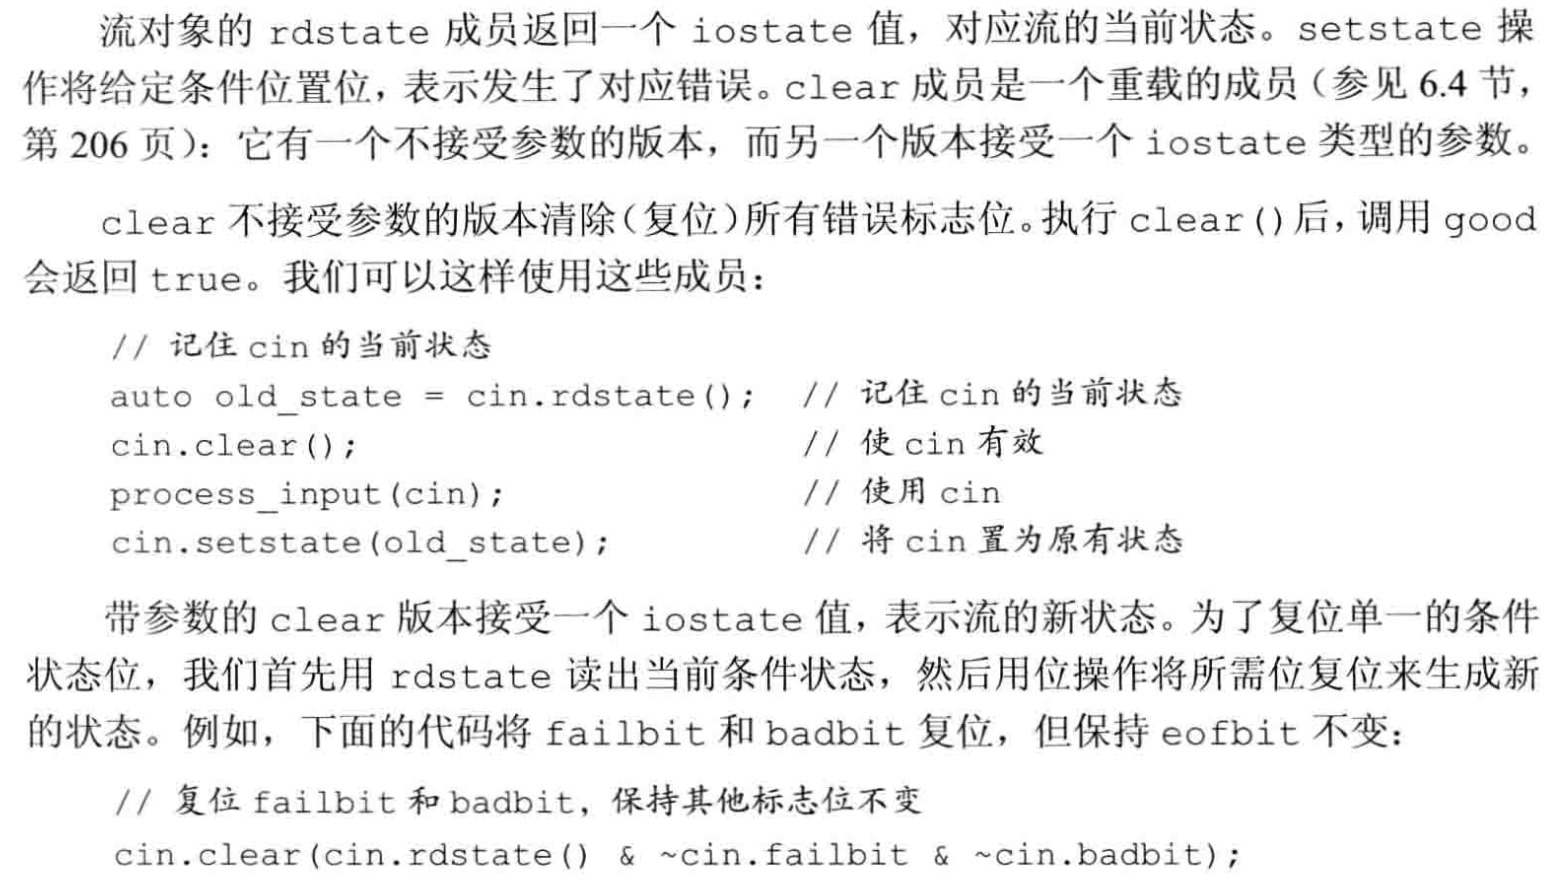 流对象的 rdstate 成员返回一个 iostate 值，对应流的当前状态。setstate 操
作将给定条件位置位，表示发生了对应错误。clear 成员是一个重载的成员（参见 6.4 节，
第 206 页）：它有一个不接受参数的版本，而另一个版本接受一个 iostate 类型的参数。
clear 不接受参数的版本清除（复位）所有错误标志位。执行 clear()后，调用 good
会返回 true。我们可以这样使用这些成员：
// 记住 cin 的当前状态
auto old_state = cin.rdstate(); // 记住 cin 的当前状态
cin.clear(); // 使 cin 有效
process_input(cin); // 使用 cin
cin.setstate(old_state); // 将 cin 置为原有状态
带参数的 clear 版本接受一个 iostate 值，表示流的新状态。为了复位单一的条件
状态位，我们首先用 rdstate 读出当前条件状态，然后用位操作将所需位复位来生成新
的状态。例如，下面的代码将 failbit 和 badbit 复位，但保持 eofbit 不变：
// 复位 failbit 和 badbit，保持其他标志位不变
cin.clear(cin.rdstate() & ~cin.failbit & ~cin.badbit);